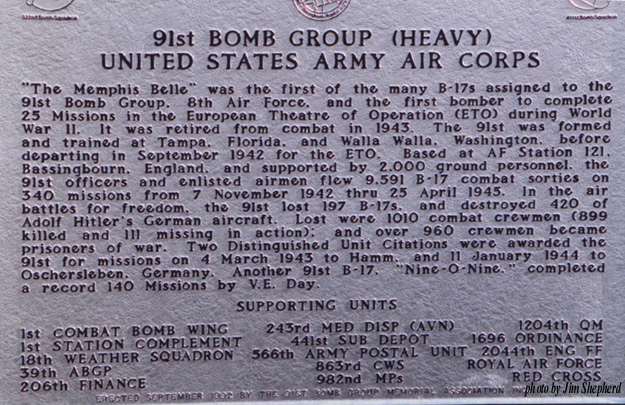 91st BOMB GROUP (HEAVY)
UNITED STATES ARMY AIR CORPS
"The Memphis Belle" was the first of the many B-17s assigned to the
91st Bomb Group, 8th Air Force, and the first bomber to complete
25 Missions in the European Theatre of Operation (ETO) during World
War II. It was retired from combat in 1943. The 91st was formed
and trained at Tampa, Florida, and Walla Walla, Washington, before
departing in September 1942 for the ETO. Based at AF Station 121,
Bassingbourn, England, and supported by 2,000 ground personnel, the
91st officers and enlisted airmen flew 9,591 B-17 combat sorties on
340 missions from 7 November 1942 thru 25 April 1945. In the air
battles for freedom, the 91st lost 197 B-17s, and destroyed 420 of
Adolf Hitler's German aircraft. Lost were 1010 combat crewmen (899
killed and 111 missing in action); and over 960 crewmen became
prisoners of war. Two Distinguished Unit Citations were awarded the
91st for missions on 4 March 1943 to Hamm, and 11 January 1944 to
Oschersleben, Germany. Another 91st B-17, "Nine-O-Nine," completed
a record 140 Missions by V.E. Day.
SUPPORTING UNITS
1st COMBAT BOMB WING 243rd MED DISP (AVN) 1204th QM
1st STATION COMPLEMENT 441st SUB DEPOT 1696 ORDINANCE
18th WEATHER SQUADRON 566th ARMY POSTAL UNIT 2044th ENG FF
39th ABGP 863rd CWS ROYAL AIR FORCE
206th FINANCE 982nd MPs RED CROSS
ERECTED SEPTEMBER BY THE 91ST BOMB GROUP MEMORIAL ASSOCIATION
photo by Jim Shepherd